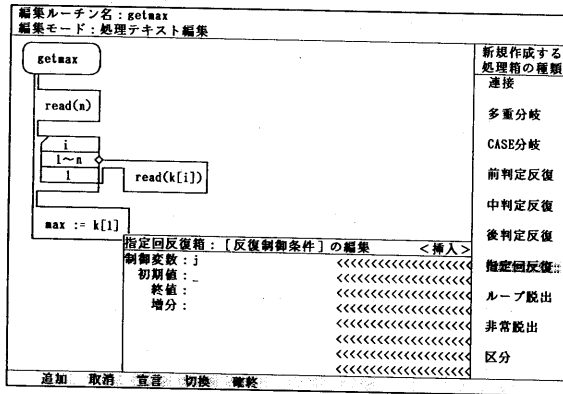 編集ルーチン名：getmax
編集モード：処理テキスト編集
getmax
read(n)
i
1～n
1
read(k[i])
max := k[1]
新規作成する
処理箱の種類
連接
多重分岐
CASE分岐
前判定反復
中判定反復
後判定反復
指定回反復
ループ脱出
非常脱出
区分
指定回反復箱：［反復制御条件］の編集　＜挿入＞
制御変数：j　<<<<<<<<<<<<<<<<<<<<
初期値：_　<<<<<<<<<<<<<<<<<<<<
終値：　<<<<<<<<<<<<<<<<<<<<
増分：　<<<<<<<<<<<<<<<<<<<<
<<<<<<<<<<<<<<<<<<<<
<<<<<<<<<<<<<<<<<<<<
<<<<<<<<<<<<<<<<<<<<
<<<<<<<<<<<<<<<<<<<<
追加　取消　宣言　切換　確終